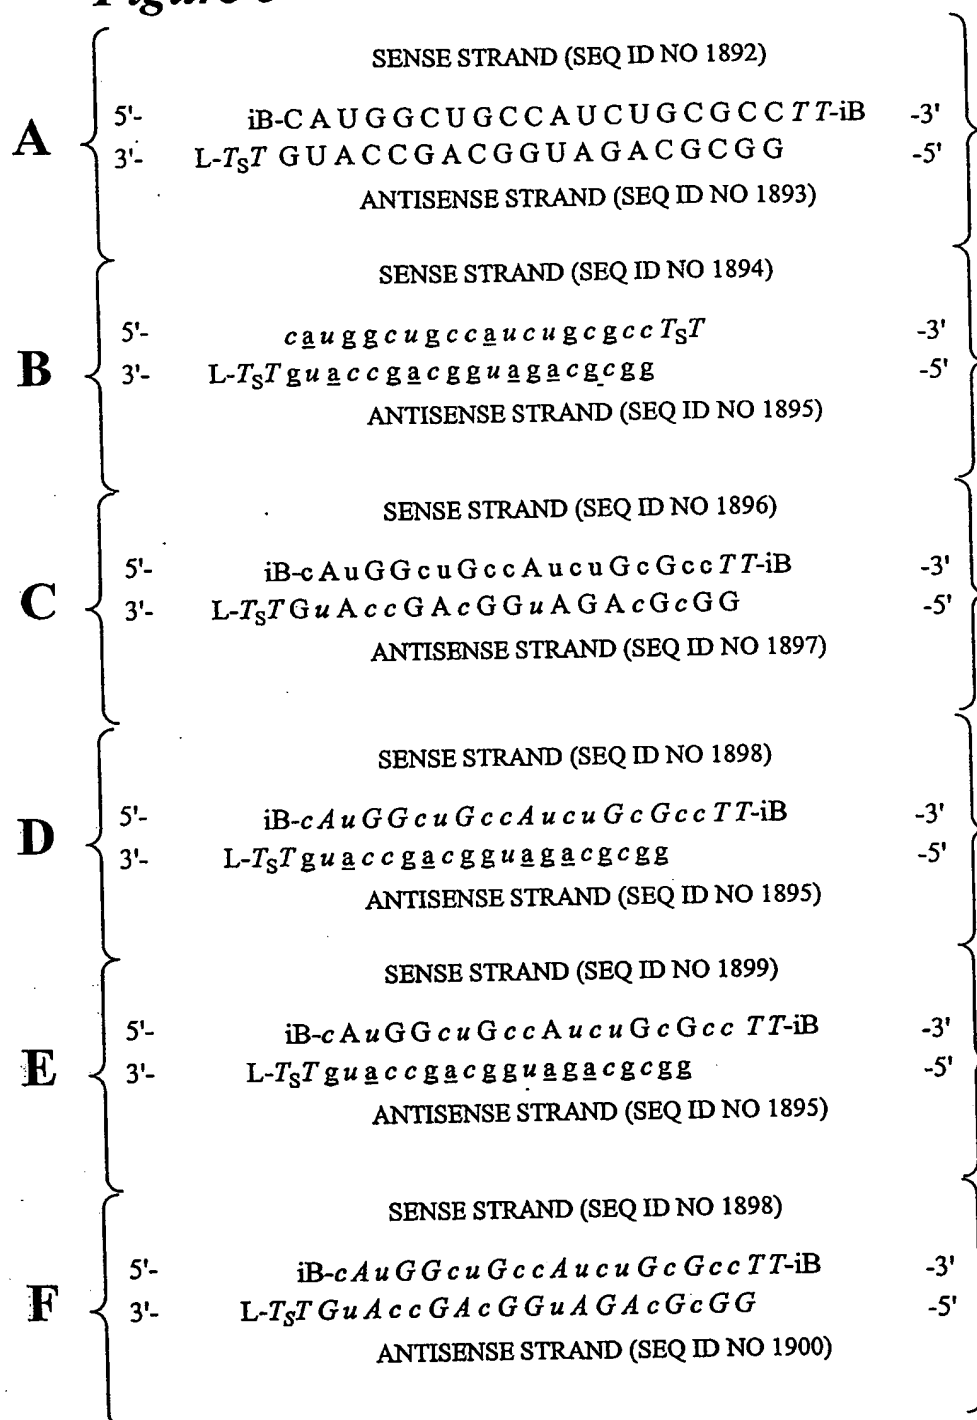 Figure
SENSE STRAND (SEQ ID NO 1892)
A
5'- iB-C A U G G C U G C C A U C U G C G C C T T-iB -3'
3'- L-TsT G U A C C G A C G G U A G A C G C G G -5'
ANTISENSE STRAND (SEQ ID NO 1893)
SENSE STRAND (SEQ ID NO 1894)
B
5'- c a u g g c u g c c a u c u g c g c c TsT -3'
3'- L-TsT g u a c c g a c g g u a g a c g c g g -5'
ANTISENSE STRAND (SEQ ID NO 1895)
SENSE STRAND (SEQ ID NO 1896)
C
5'- iB-c A u G G c u G c c A u c u G c G c c T T-iB -3'
3'- L-TsT G u A c c G A c G G u A G A c G c G G -5'
ANTISENSE STRAND (SEQ ID NO 1897)
SENSE STRAND (SEQ ID NO 1898)
D
5'- iB-c A u G G c u G c c A u c u G c G c c T T-iB -3'
3'- L-TsT g u a c c g a c g g u a g a c g c g g -5'
ANTISENSE STRAND (SEQ ID NO 1895)
SENSE STRAND (SEQ ID NO 1899)
E
5'- iB-c A u G G c u G c c A u c u G c G c c T T-iB -3'
3'- L-TsT g u a c c g a c g g u a g a c g c g g -5'
ANTISENSE STRAND (SEQ ID NO 1895)
SENSE STRAND (SEQ ID NO 1898)
F
5'- iB-c A u G G c u G c c A u c u G c G c c T T-iB -3'
3'- L-TsT G u A c c G A c G G u A G A c G c G G -5'
ANTISENSE STRAND (SEQ ID NO 1900)